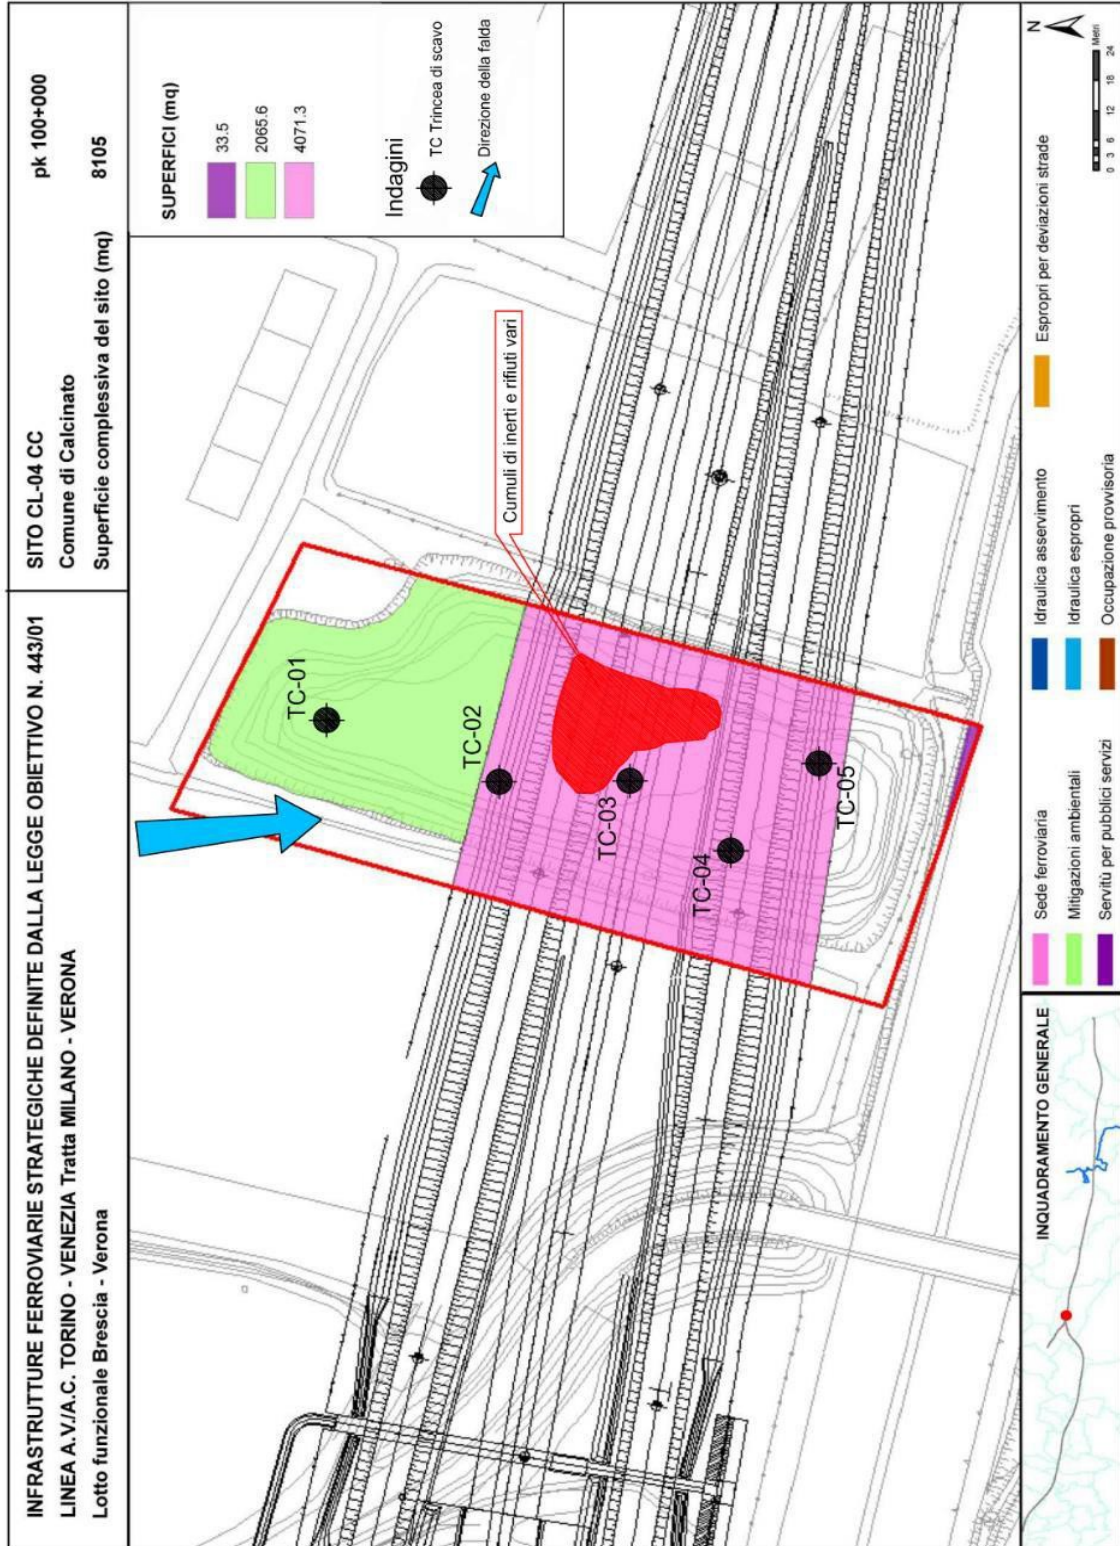 INFRASTRUTTURE FERROVIARIE STRATEGICHE DEFINITE DALLA LEGGE OBIETTIVO N. 443/01
LINEA A.V./A.C. TORINO - VENEZIA Tratta MILANO - VERONA
Lotto funzionale Brescia - Verona
SITO CL-04 CC
pk 100+000
Comune di Calcinato
Superficie complessiva del sito (mq)
8105
SUPERFICI (mq)
33.5
2065.6
4071.3
Indagini
TC Trincea di scavo
Direzione della falda
Cumuli di inerti e rifiuti vari
TC-01
TC-02
TC-03
TC-04
TC-05
INQUADRAMENTO GENERALE
Sede ferroviaria
Mitigazioni ambientali
Servitù per pubblici servizi
Idraulica asservimento
Idraulica espropri
Occupazione provvisoria
Espropri per deviazioni strade
N
Metri
0 3 6 12 18 24